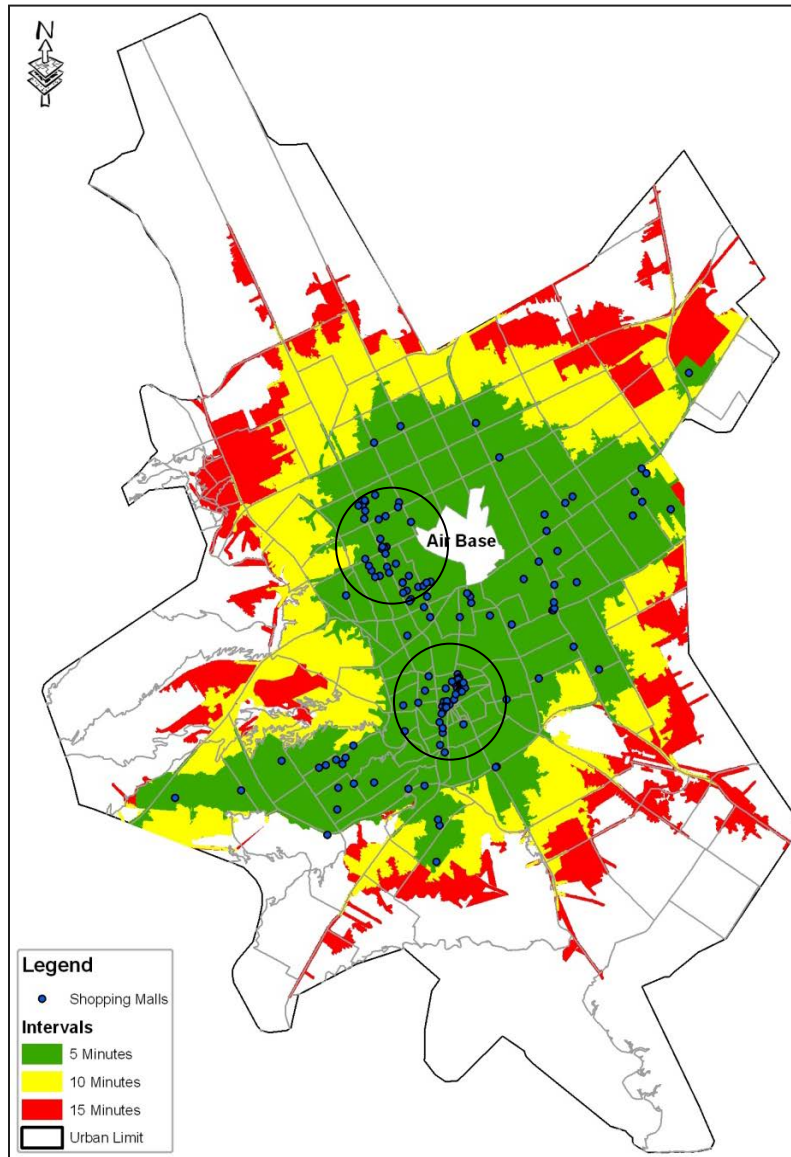 N
Air Base
Legend
Shopping Malls
Intervals
5 Minutes
10 Minutes
15 Minutes
Urban Limit